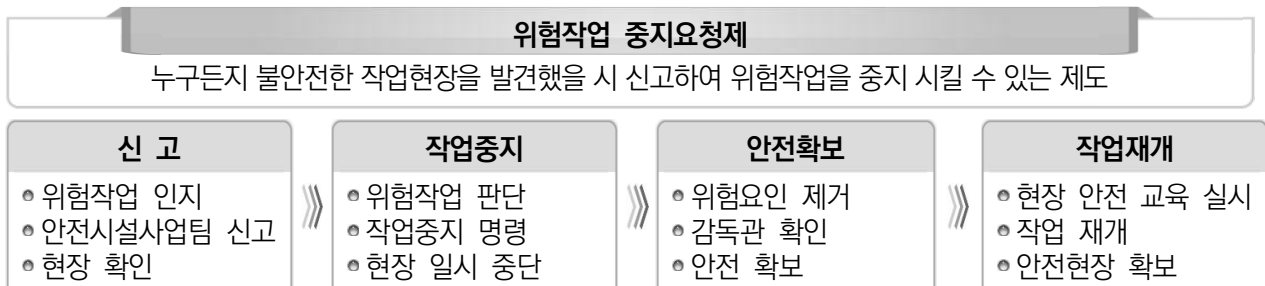 위험작업 중지요청제
누구든지 불안전한 작업현장을 발견했을 시 신고하여 위험작업을 중지 시킬 수 있는 제도
신 고
위험작업 인지
안전시설사업팀 신고
현장 확인
작업중지
위험작업 판단
작업중지 명령
현장 일시 중단
안전확보
위험요인 제거
감독관 확인
안전 확보
작업재개
현장 안전 교육 실시
작업 재개
안전현장 확보